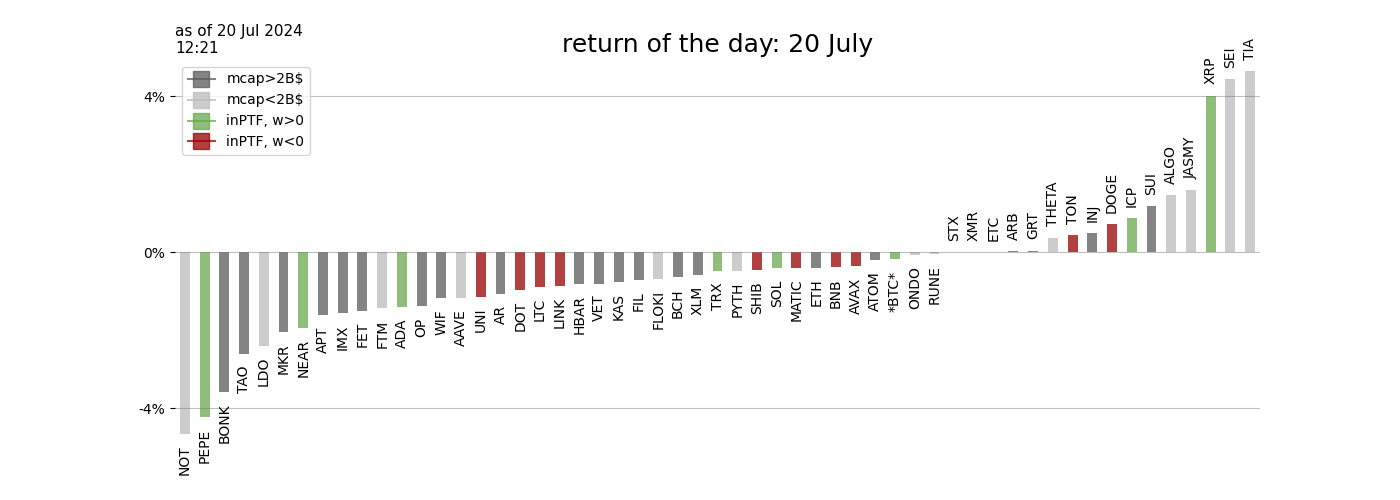 as of 20 Jul 2024
12:21
return of the day: 20 July
mcap>2B$
mcap<2B$
inPTF, w>0
inPTF, w<0
4%
0%
-4%
NOT
PEPE
BONK
TAO
LDO
MKR
NEAR
APT
IMX
FET
FTM
ADA
OP
WIF
AAVE
UNI
AR
DOT
LTC
LINK
HBAR
VET
KAS
FIL
FLOKI
BCH
XLM
TRX
PYTH
SHIB
SOL
MATIC
ETH
BNB
AVAX
ATOM
*BTC*
ONDO
RUNE
STX
XMR
ETC
ARB
GRT
THETA
TON
INJ
DOGE
ICP
SUI
ALGO
JASMY
XRP
SEI
TIA